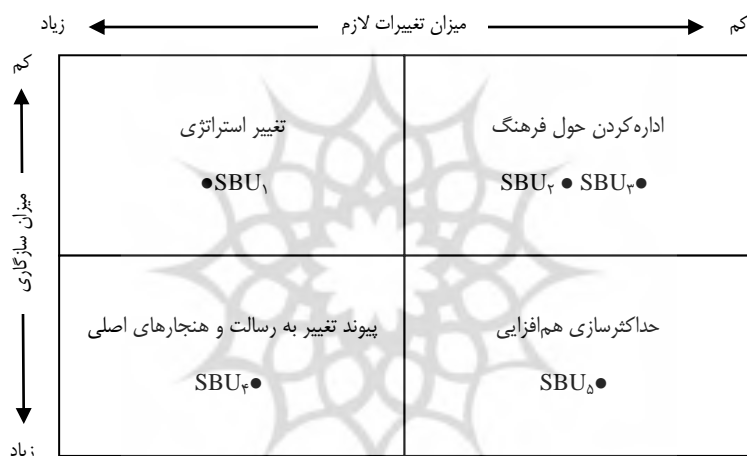 کم میزان تغییرات لازم زیاد
کم
اداره‌کردن حول فرهنگ
تغییر استراتژی
●SBU۳ ● SBU۲
SBU۱●
میزان سازگاری
حداکثرسازی هم‌افزایی
پیوند تغییر به رسالت و هنجارهای اصلی
SBU۵●
SBU۴●
زیاد